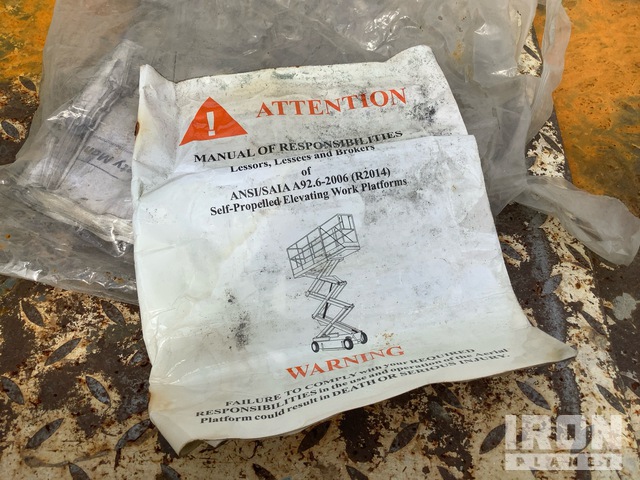 ATTENTION
MANUAL OF RESPONSIBILITIES
Lessors, Lessees and Brokers
of
ANSI/SAIA A92.6-2006 (R2014)
Self-Propelled Elevating Work Platforms
WARNING
FAILURE TO COMPLY with your REQUIRED
RESPONSIBILITIES in the use and operation of the Aerial
Platform could result in DEATH OR SERIOUS INJURY.
IRON
PLANET